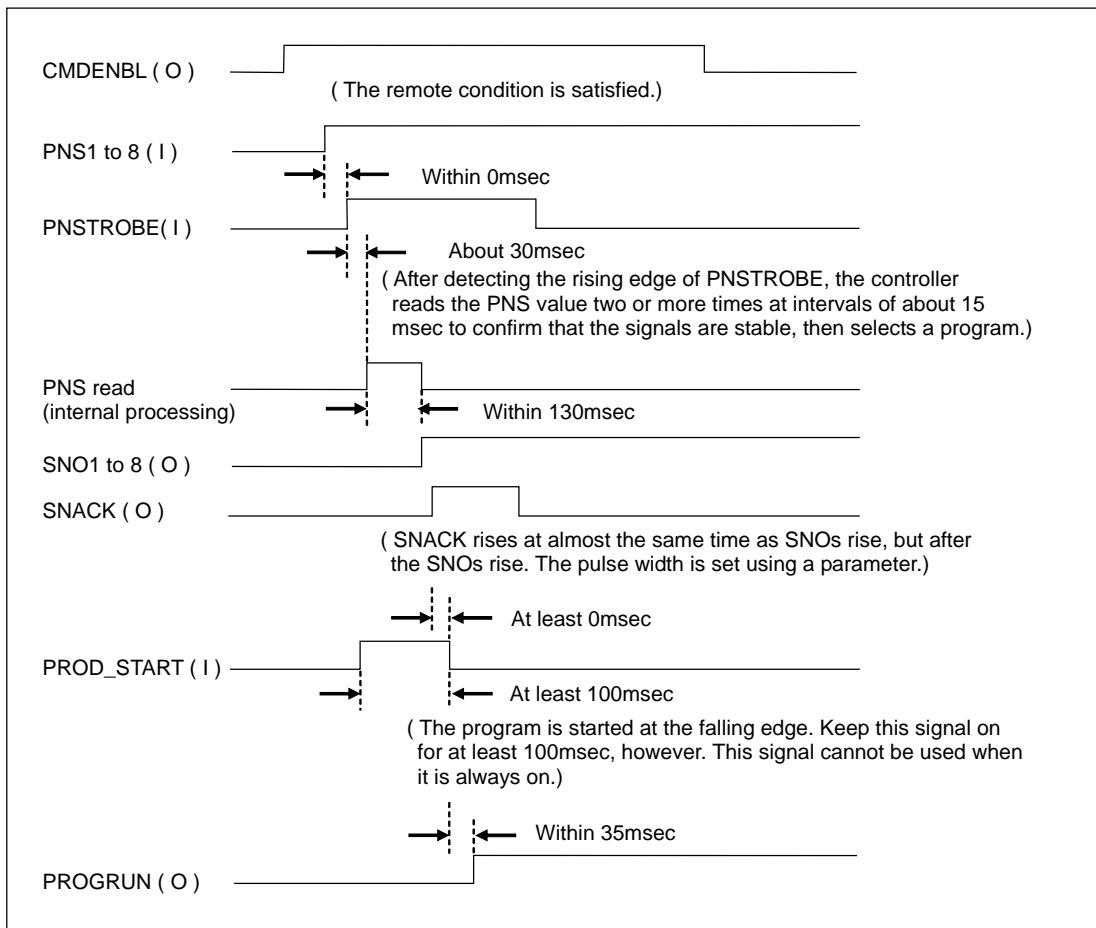 CMDENBL ( O )
( The remote condition is satisfied.)
PNS1 to 8 ( I )
Within 0msec
PNSTROBE( I )
About 30msec
( After detecting the rising edge of PNSTROBE, the controller
reads the PNS value two or more times at intervals of about 15
msec to confirm that the signals are stable, then selects a program.)
PNS read
(internal processing)
Within 130msec
SNO1 to 8 ( O )
SNACK ( O )
( SNACK rises at almost the same time as SNOs rise, but after
the SNOs rise. The pulse width is set using a parameter.)
At least 0msec
PROD_START ( I )
At least 100msec
( The program is started at the falling edge. Keep this signal on
for at least 100msec, however. This signal cannot be used when
it is always on.)
Within 35msec
PROGRUN ( O )